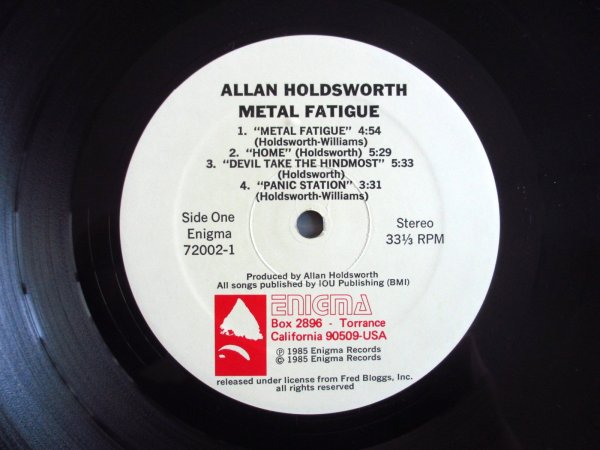 ALLAN HOLDSWORTH
METAL FATIGUE
1. "METAL FATIGUE" 4:54
(Holdsworth-Williams)
2. "HOME" (Holdsworth) 5:29
3. "DEVIL TAKE THE HINDMOST" 5:33
(Holdsworth)
4. "PANIC STATION" 3:31
(Holdsworth-Williams)
Side One
Enigma
72002-1
Stereo
33⅓ RPM
Produced by Allan Holdsworth
All songs published by IOU Publishing (BMI)
ENIGMA
Box 2896 - Torrance
California 90509-USA
℗ 1985 Enigma Records
© 1985 Enigma Records
released under license from Fred Bloggs, Inc.
all rights reserved